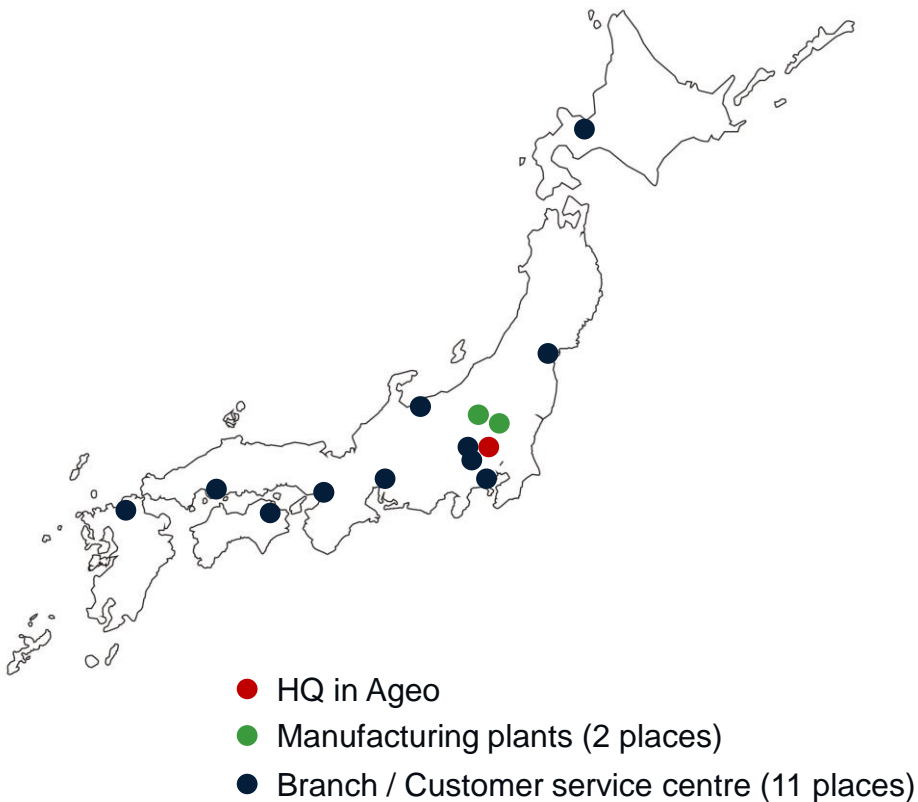 HQ in Ageo
Manufacturing plants (2 places)
Branch / Customer service centre (11 places)